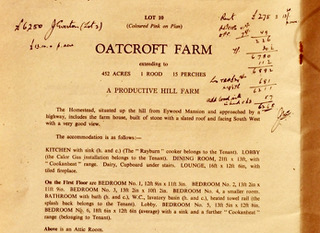 LOT 10
(Coloured Pink on Plan)
£6250
OATCROFT FARM
extending to
452 ACRES 1 ROOD 15 PERCHES
A PRODUCTIVE HILL FARM
The Homestead, situated up the hill from Eywood Mansion and approached by a
highway, includes the farm house, built of stone with a slated roof and facing South West
with a very good view.
The accommodation is as follows:—
KITCHEN with sink (h. and c.) (The "Rayburn" cooker belongs to the Tenant). LOBBY
(the Calor Gas installation belongs to the Tenant). DINING ROOM, 21ft x 13ft, with
"Cookanheat" range, Dairy, Cupboard under stairs. LOUNGE, 16ft x 12ft 6in, with
tiled fireplace.
On the First Floor are BEDROOM No. 1, 12ft 9in x 11ft 3in. BEDROOM No. 2, 13ft 2in x
11ft 9in. BEDROOM No. 3, 13ft 2in x 10ft 2in. BEDROOM No. 4, a smaller room.
BATHROOM with bath (h. and c.), W.C., lavatory basin (h. and c.), heated towel rail (tile
splash back belongs to the Tenant). Lobby. BEDROOM No. 5, 13ft 5in x 12ft 6in,
BEDROOM No. 6, 18ft 6in x 12ft 6in (average) with a sink and a further "Cookanheat"
range (belonging to Tenant).
Above is an Attic Room.